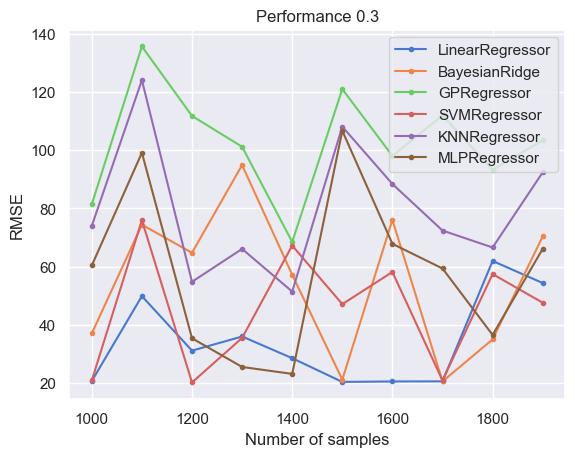 Performance 0.3
140
120
100
80
60
40
20
RMSE
1000
1200
1400
1600
1800
Number of samples
LinearRegressor
BayesianRidge
GPRegressor
SVMRegressor
KNNRegressor
MLPRegressor